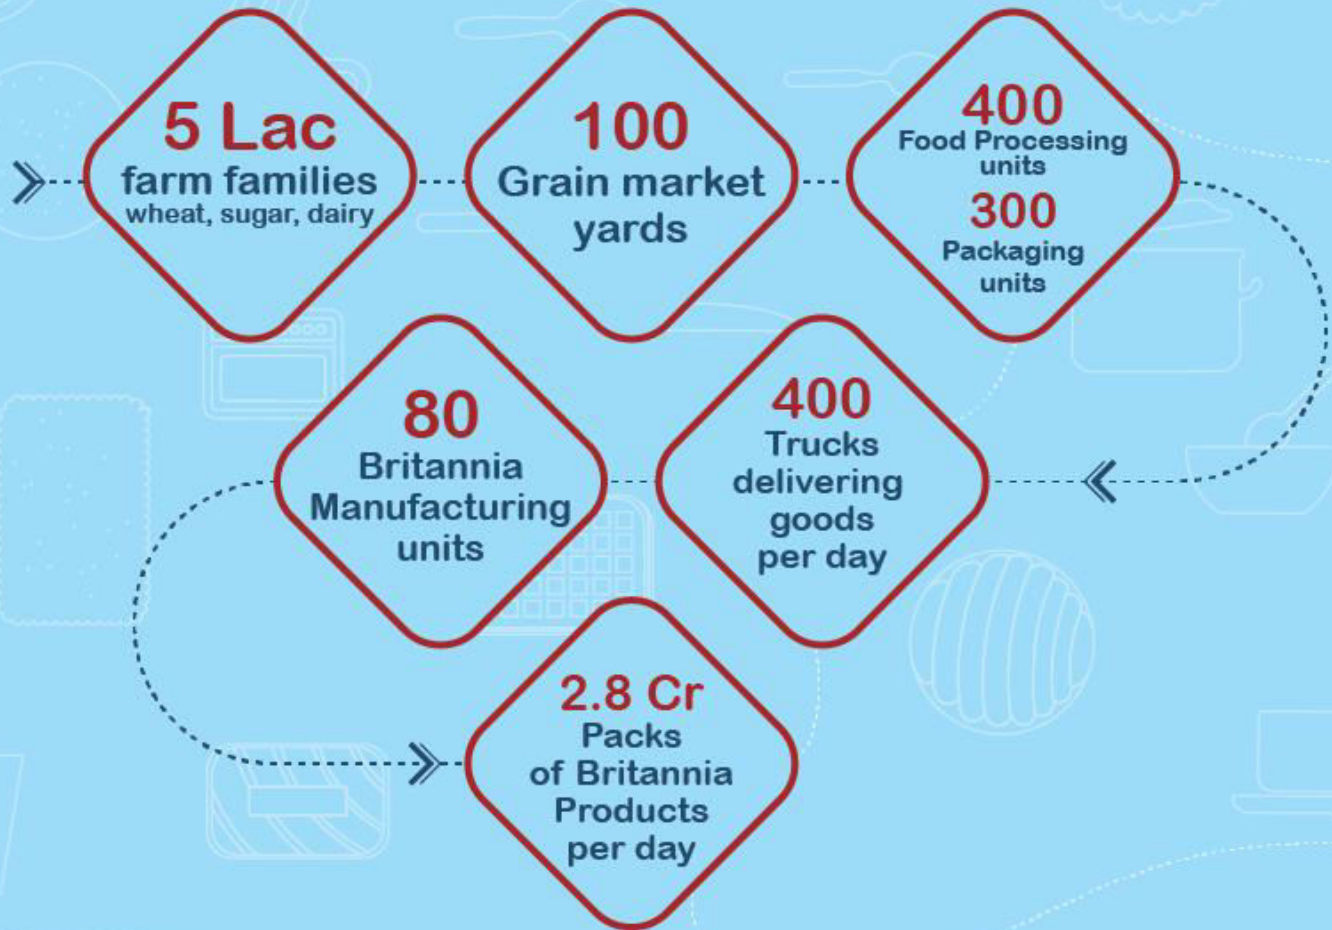 5 Lac
farm families
wheat, sugar, dairy
100
Grain market
yards
400
Food Processing
units
300
Packaging
units
400
Trucks
delivering
goods
per day
80
Britannia
Manufacturing
units
2.8 Cr
Packs
of Britannia
Products
per day